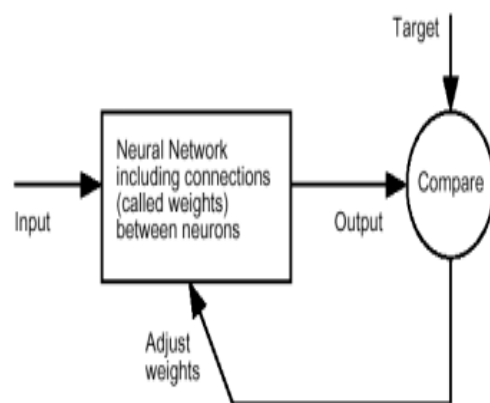 Target
Neural Network
including connections
(called weights)
between neurons
Compare
Input
Output
Adjust
weights